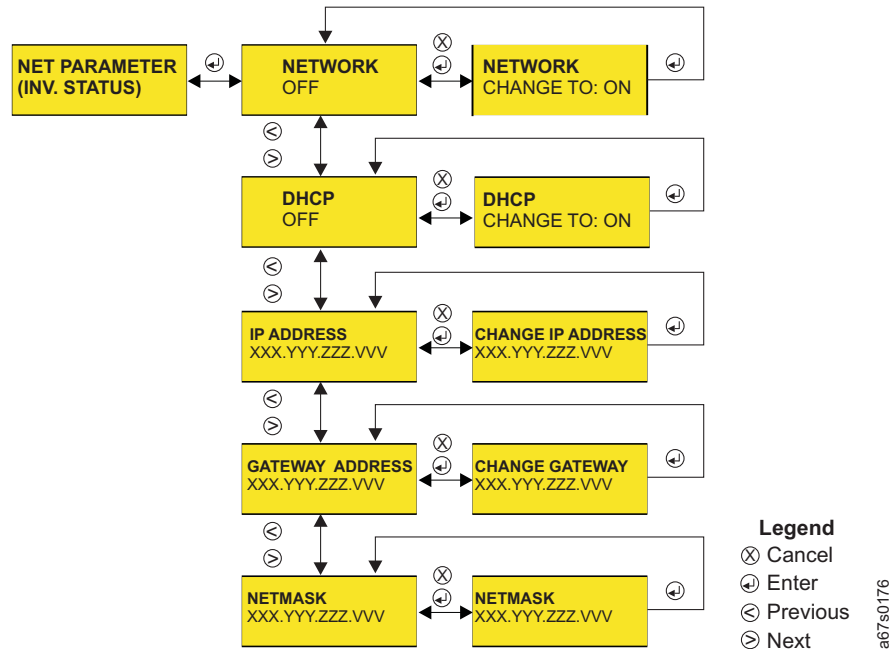 NET PARAMETER
(INV. STATUS)
NETWORK
OFF
NETWORK
CHANGE TO: ON
DHCP
OFF
DHCP
CHANGE TO: ON
IP ADDRESS
XXX.YYY.ZZZ.VVV
CHANGE IP ADDRESS
XXX.YYY.ZZZ.VVV
GATEWAY ADDRESS
XXX.YYY.ZZZ.VVV
CHANGE GATEWAY
XXX.YYY.ZZZ.VVV
NETMASK
XXX.YYY.ZZZ.VVV
NETMASK
XXX.YYY.ZZZ.VVV
Legend
Cancel
Enter
Previous
Next
a67s0176